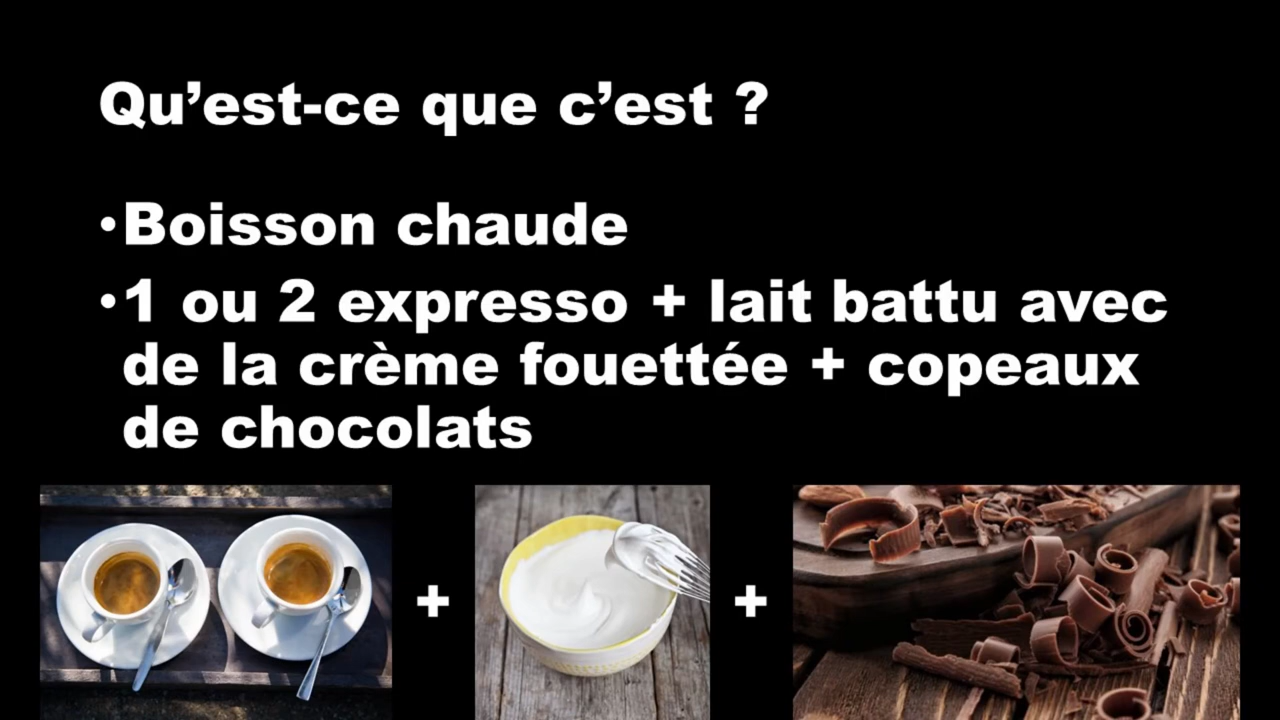 Qu’est-ce que c’est ?
•Boisson chaude
•1 ou 2 expresso + lait battu avec
de la crème fouettée + copeaux
de chocolats
+ +